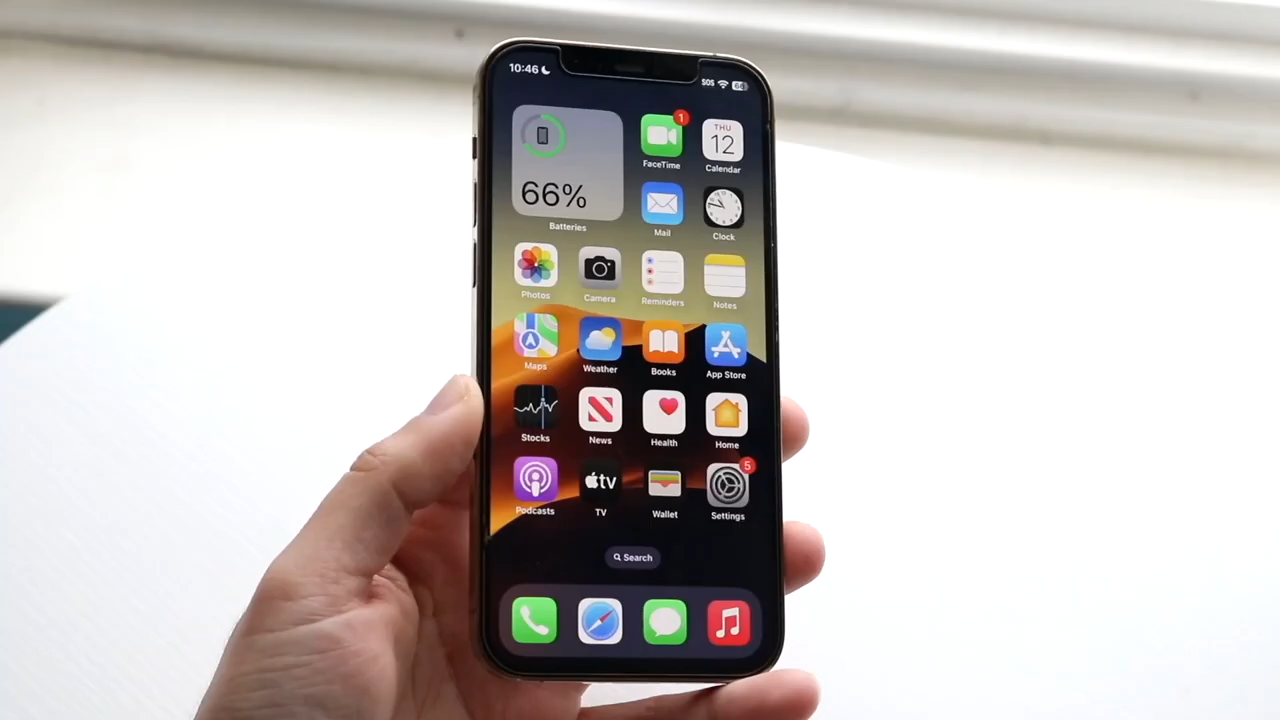 10:46
SOS 66
66%
Batteries
1
FaceTime
THU
12
Calendar
Mail
Clock
Photos
Camera
Reminders
Notes
Maps
Weather
Books
App Store
Stocks
News
Health
Home
Podcasts
tv
TV
Wallet
5
Settings
Search